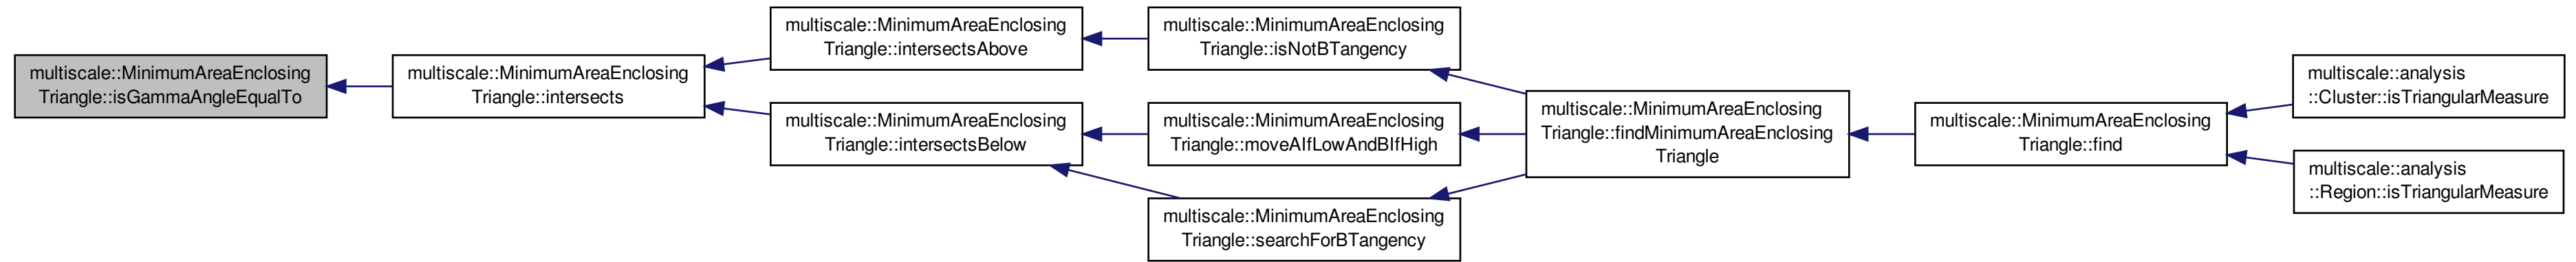 multiscale::MinimumAreaEnclosing
Triangle::isGammaAngleEqualTo
multiscale::MinimumAreaEnclosing
Triangle::intersects
multiscale::MinimumAreaEnclosing
Triangle::intersectsAbove
multiscale::MinimumAreaEnclosing
Triangle::intersectsBelow
multiscale::MinimumAreaEnclosing
Triangle::isNotBTangency
multiscale::MinimumAreaEnclosing
Triangle::moveAIfLowAndBIfHigh
multiscale::MinimumAreaEnclosing
Triangle::searchForBTangency
multiscale::MinimumAreaEnclosing
Triangle::findMinimumAreaEnclosing
Triangle
multiscale::MinimumAreaEnclosing
Triangle::find
multiscale::analysis
::Cluster::isTriangularMeasure
multiscale::analysis
::Region::isTriangularMeasure